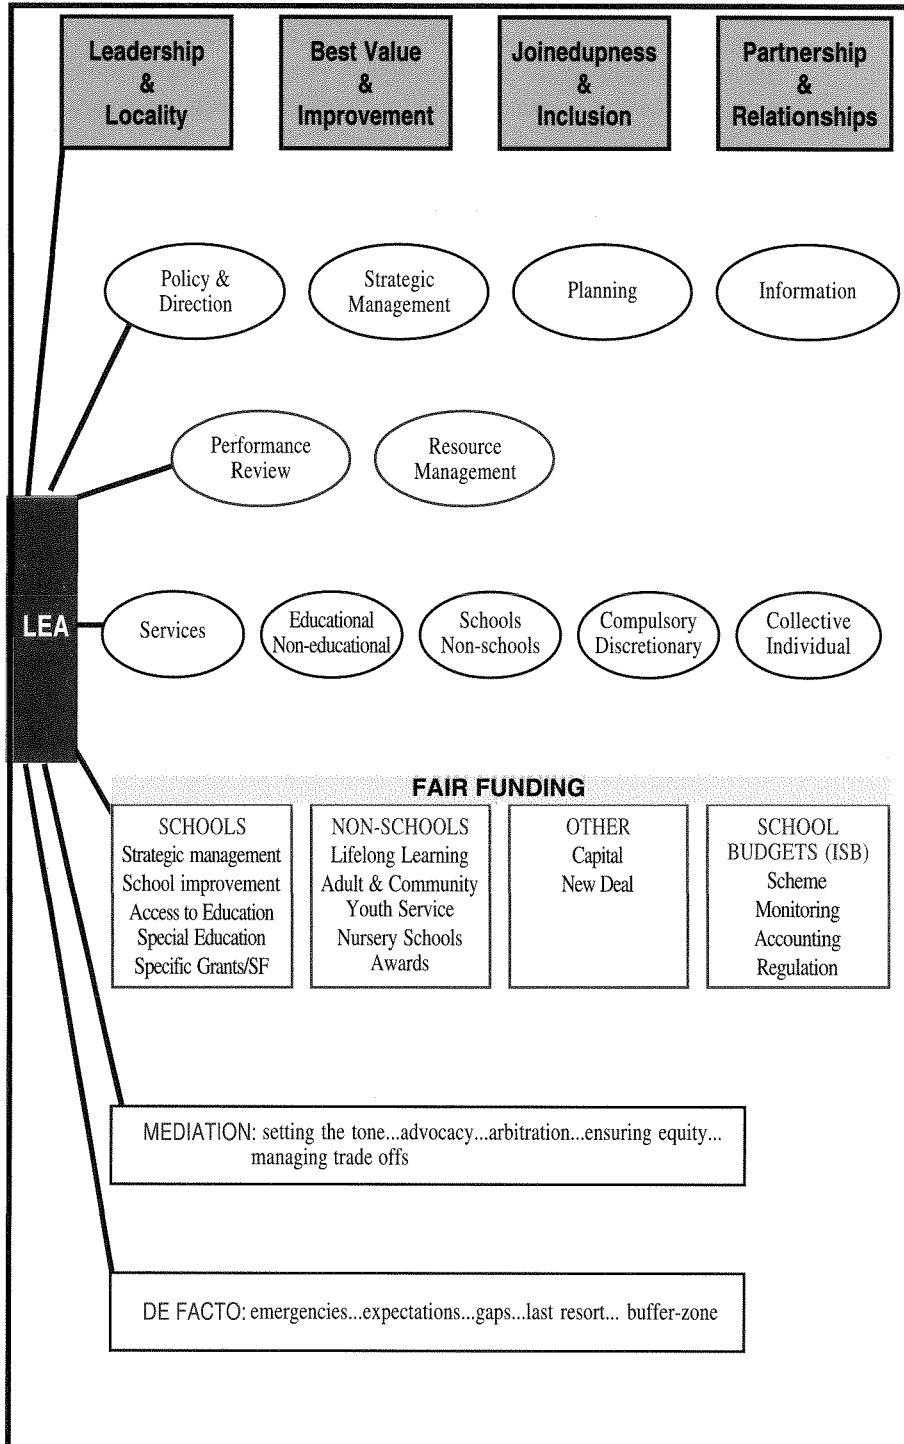 Leadership
&
Locality
Best Value
&
Improvement
Joinedupness
&
Inclusion
Partnership
&
Relationships
Policy &
Direction
Strategic
Management
Planning
Information
Performance
Review
Resource
Management
LEA
Services
Educational
Non-educational
Schools
Non-schools
Compulsory
Discretionary
Collective
Individual
FAIR FUNDING
SCHOOLS
Strategic management
School improvement
Access to Education
Special Education
Specific Grants/SF
NON-SCHOOLS
Lifelong Learning
Adult & Community
Youth Service
Nursery Schools
Awards
OTHER
Capital
New Deal
SCHOOL
BUDGETS (ISB)
Scheme
Monitoring
Accounting
Regulation
MEDIATION: setting the tone...advocacy...arbitration...ensuring equity...
managing trade offs
DE FACTO: emergencies...expectations...gaps...last resort... buffer-zone